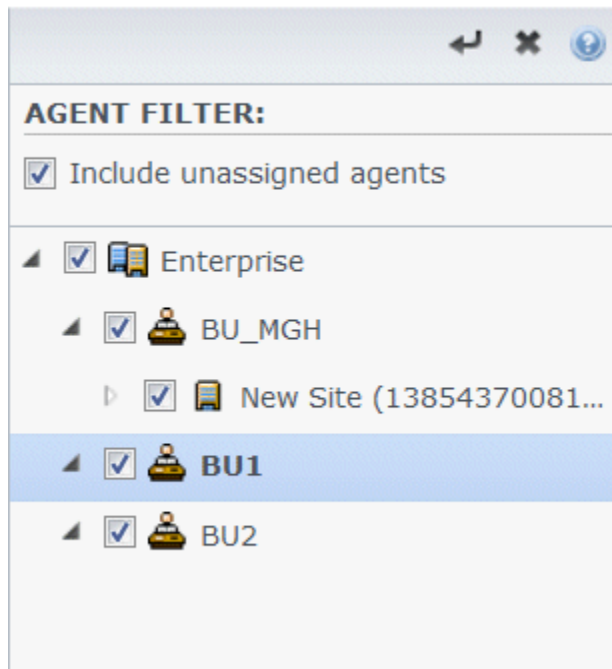 AGENT FILTER:
Include unassigned agents
Enterprise
BU_MGH
New Site (13854370081...
BU1
BU2